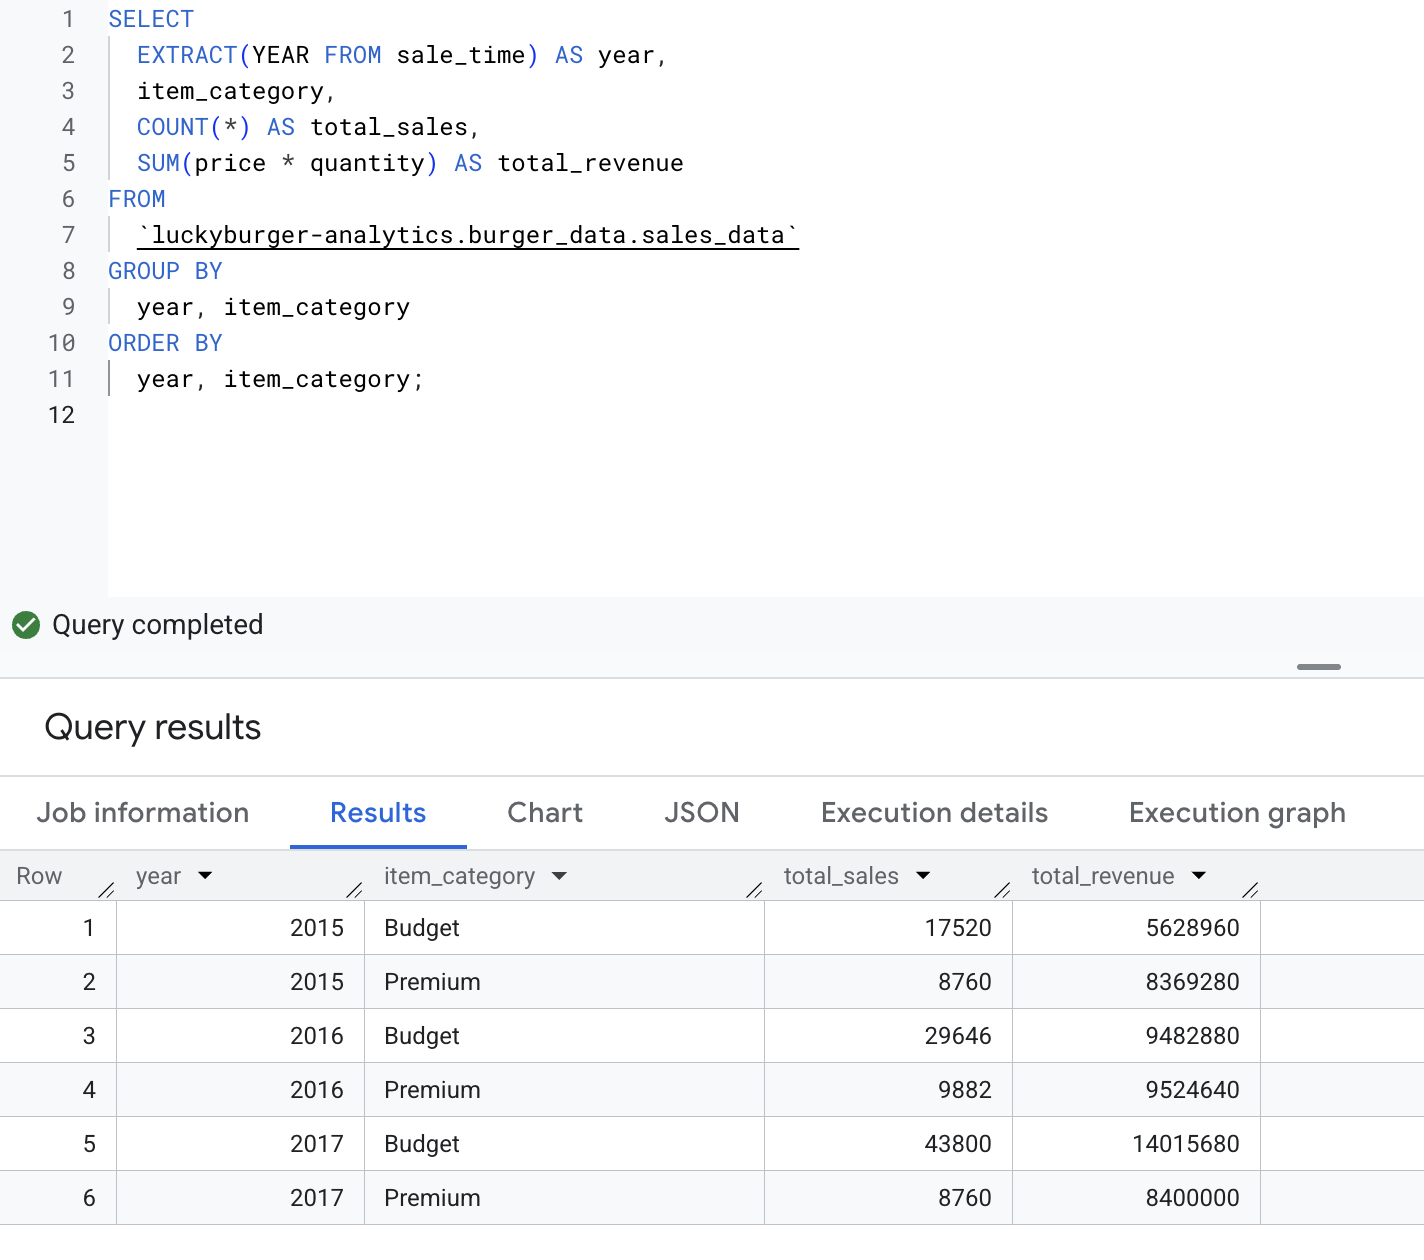 1 SELECT
2 EXTRACT(YEAR FROM sale_time) AS year,
3 item_category,
4 COUNT(*) AS total_sales,
5 SUM(price * quantity) AS total_revenue
6 FROM
7 `luckyburger-analytics.burger_data.sales_data`
8 GROUP BY
9 year, item_category
10 ORDER BY
11 year, item_category;
12
Query completed
Query results
Job information Results Chart JSON Execution details Execution graph
Row year item_category total_sales total_revenue
1 2015 Budget 17520 5628960
2 2015 Premium 8760 8369280
3 2016 Budget 29646 9482880
4 2016 Premium 9882 9524640
5 2017 Budget 43800 14015680
6 2017 Premium 8760 8400000